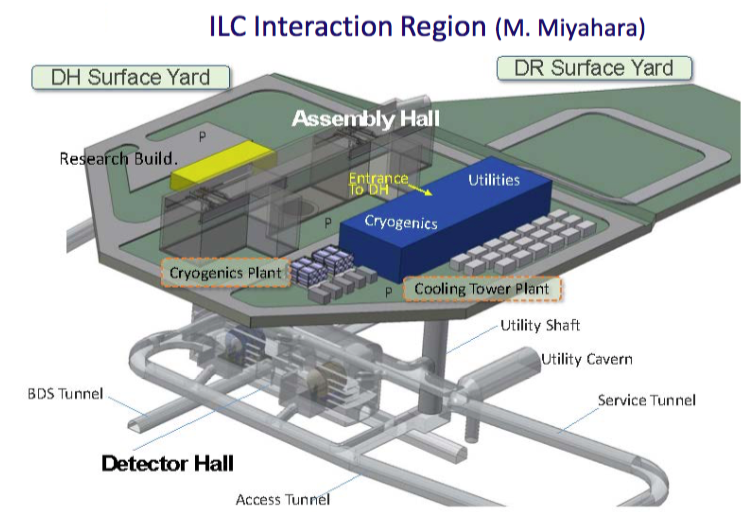 ILC Interaction Region (M. Miyahara)
DH Surface Yard
DR Surface Yard
Assembly Hall
P
Research Build.
Entrance
To DH
Utilities
P
Cryogenics
Cryogenics Plant
P
Cooling Tower Plant
Utility Shaft
Utility Cavern
BDS Tunnel
Service Tunnel
Detector Hall
Access Tunnel